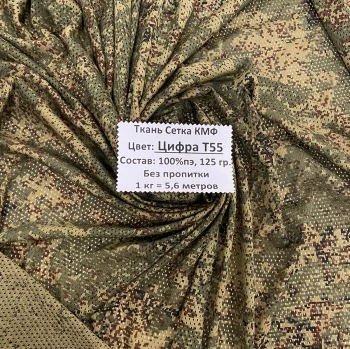 Ткань Сетка КМФ
Цвет: Цифра Т55
Состав: 100%пэ, 125 гр.
Без пропитки
1 кг = 5,6 метров